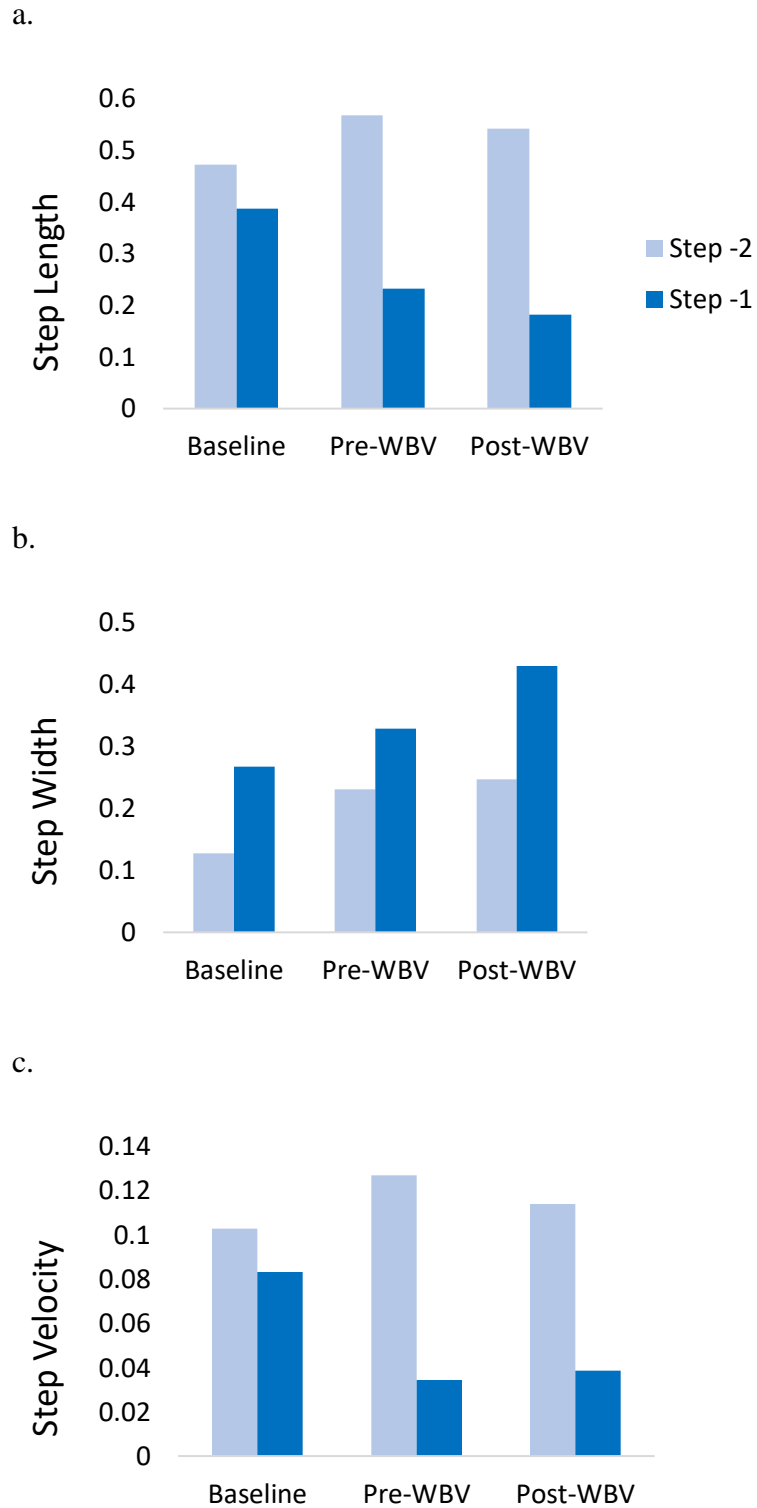 a.
0.6
0.5
0.4
0.3
0.2
0.1
0
Step Length
Baseline Pre-WBV Post-WBV
Step -2
Step -1
b.
0.5
0.4
0.3
0.2
0.1
0
Step Width
Baseline Pre-WBV Post-WBV
c.
0.14
0.12
0.1
0.08
0.06
0.04
0.02
0
Step Velocity
Baseline Pre-WBV Post-WBV